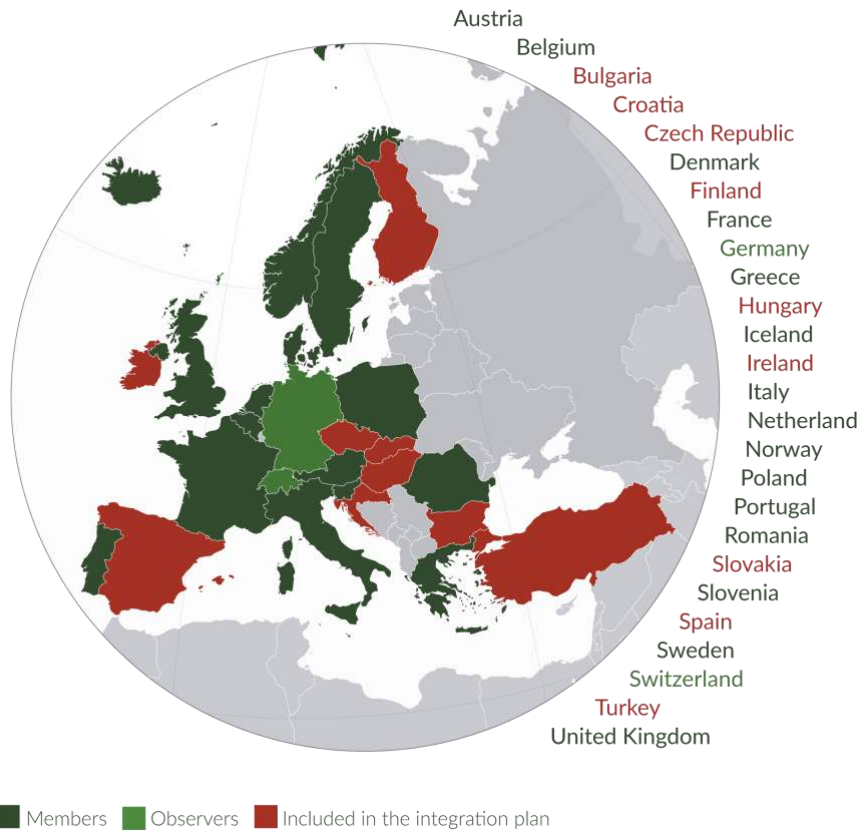 Austria
Belgium
Bulgaria
Croatia
Czech Republic
Denmark
Finland
France
Germany
Greece
Hungary
Iceland
Ireland
Italy
Netherland
Norway
Poland
Portugal
Romania
Slovakia
Slovenia
Spain
Sweden
Switzerland
Turkey
United Kingdom
Members Observers Included in the integration plan